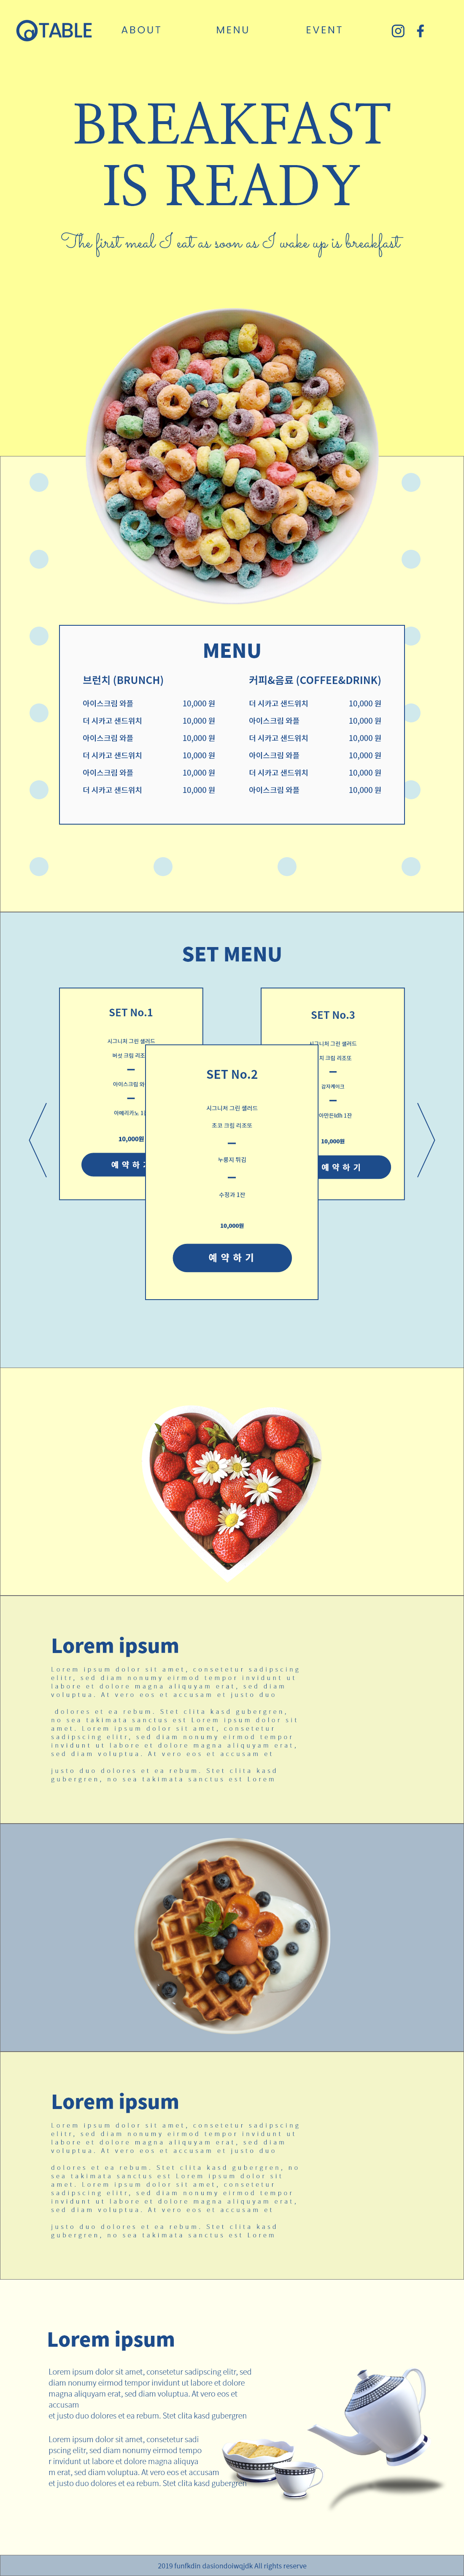 TABLE
ABOUT
MENU
EVENT
BREAKFAST
IS READY
The first meal I eat as soon as I wake up is breakfast
MENU
브런치 (BRUNCH)
아이스크림 와플 10,000 원
더 시카고 샌드위치 10,000 원
아이스크림 와플 10,000 원
더 시카고 샌드위치 10,000 원
아이스크림 와플 10,000 원
더 시카고 샌드위치 10,000 원
커피&음료 (COFFEE&DRINK)
더 시카고 샌드위치 10,000 원
아이스크림 와플 10,000 원
더 시카고 샌드위치 10,000 원
아이스크림 와플 10,000 원
더 시카고 샌드위치 10,000 원
아이스크림 와플 10,000 원
SET MENU
SET No.1
시그니처 그린 샐러드
버섯 크림 리조
아이스크림 와
아메리카노 1
10,000원
예 약 하
SET No.2
시그니처 그린 샐러드
초코 크림 리조또
누룽지 튀김
수정과 1잔
10,000원
예 약 하 기
SET No.3
시그니처 그린 샐러드
치 크림 리조또
감자케이크
아만든ldh 1잔
10,000원
예 약 하 기
Lorem ipsum
Lorem ipsum dolor sit amet, consetetur sadipscing
elitr, sed diam nonumy eirmod tempor invidunt ut
labore et dolore magna aliquyam erat, sed diam
voluptua. At vero eos et accusam et justo duo
dolores et ea rebum. Stet clita kasd gubergren,
no sea takimata sanctus est Lorem ipsum dolor sit
amet. Lorem ipsum dolor sit amet, consetetur
sadipscing elitr, sed diam nonumy eirmod tempor
invidunt ut labore et dolore magna aliquyam erat,
sed diam voluptua. At vero eos et accusam et
justo duo dolores et ea rebum. Stet clita kasd
gubergren, no sea takimata sanctus est Lorem
Lorem ipsum
Lorem ipsum dolor sit amet, consetetur sadipscing
elitr, sed diam nonumy eirmod tempor invidunt ut
labore et dolore magna aliquyam erat, sed diam
voluptua. At vero eos et accusam et justo duo
dolores et ea rebum. Stet clita kasd gubergren, no
sea takimata sanctus est Lorem ipsum dolor sit
amet. Lorem ipsum dolor sit amet, consetetur
sadipscing elitr, sed diam nonumy eirmod tempor
invidunt ut labore et dolore magna aliquyam erat,
sed diam voluptua. At vero eos et accusam et
justo duo dolores et ea rebum. Stet clita kasd
gubergren, no sea takimata sanctus est Lorem
Lorem ipsum
Lorem ipsum dolor sit amet, consetetur sadipscing elitr, sed
diam nonumy eirmod tempor invidunt ut labore et dolore
magna aliquyam erat, sed diam voluptua. At vero eos et
accusam
et justo duo dolores et ea rebum. Stet clita kasd gubergren
Lorem ipsum dolor sit amet, consetetur sadi
pscing elitr, sed diam nonumy eirmod tempo
r invidunt ut labore et dolore magna aliquya
m erat, sed diam voluptua. At vero eos et accusam
et justo duo dolores et ea rebum. Stet clita kasd gubergren
2019 funfkdin dasiondoiwqjdk All rights reserve